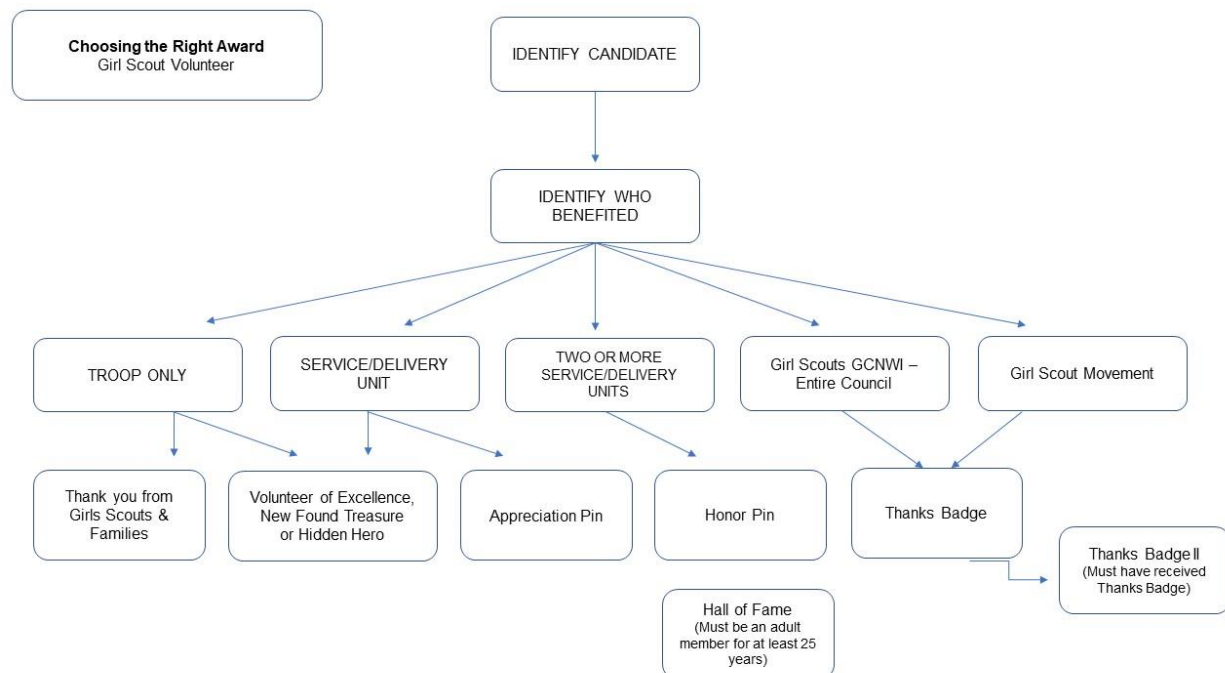 Choosing the Right Award
Girl Scout Volunteer
IDENTIFY CANDIDATE
IDENTIFY WHO
BENEFITED
TROOP ONLY
SERVICE/DELIVERY
UNIT
TWO OR MORE
SERVICE/DELIVERY
UNITS
Girl Scouts GCNWI –
Entire Council
Girl Scout Movement
Thank you from
Girls Scouts &
Families
Volunteer of Excellence,
New Found Treasure
or Hidden Hero
Appreciation Pin
Honor Pin
Thanks Badge
Thanks Badge II
(Must have received
Thanks Badge)
Hall of Fame
(Must be an adult
member for at least 25
years)